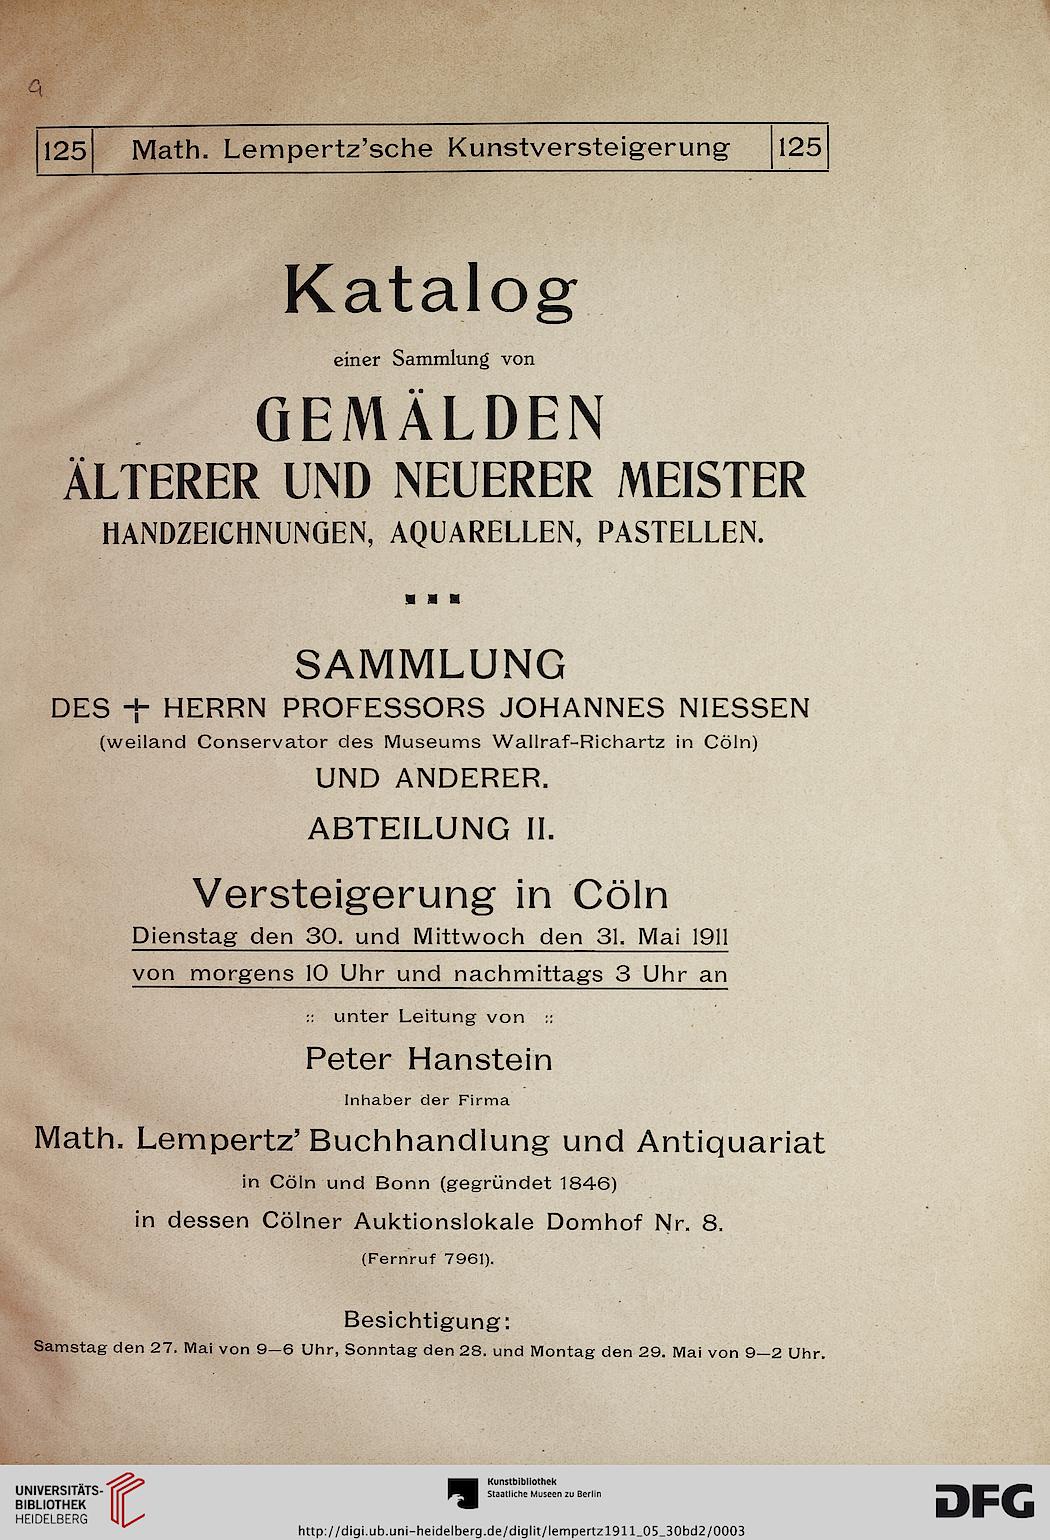 a
125 Math. Lempertz'sche Kunstversteigerung 125
Katalog
einer Sammlung von
GEMÄLDEN
ÄLTERER UND NEUERER MEISTER
HANDZEICHNUNGEN, AQUARELLEN, PASTELLEN.
SAMMLUNG
DES † HERRN PROFESSORS JOHANNES NIESSEN
(weiland Conservator des Museums Wallraf-Richartz in Cöln)
UND ANDERER.
ABTEILUNG II.
Versteigerung in Cöln
Dienstag den 30. und Mittwoch den 31. Mai 1911
von morgens 10 Uhr und nachmittags 3 Uhr an
:: unter Leitung von ::
Peter Hanstein
Inhaber der Firma
Math. Lempertz' Buchhandlung und Antiquariat
in Cöln und Bonn (gegründet 1846)
in dessen Cölner Auktionslokale Domhof Nr. 8.
(Fernruf 7961).
Besichtigung:
Samstag den 27. Mai von 9—6 Uhr, Sonntag den 28. und Montag den 29. Mai von 9—2 Uhr.
UNIVERSITÄTS-
BIBLIOTHEK
HEIDELBERG
Kunstbibliothek
Staatliche Museen zu Berlin
DFG
http://digi.ub.uni-heidelberg.de/diglit/lempertz1911_05_30bd2/0003